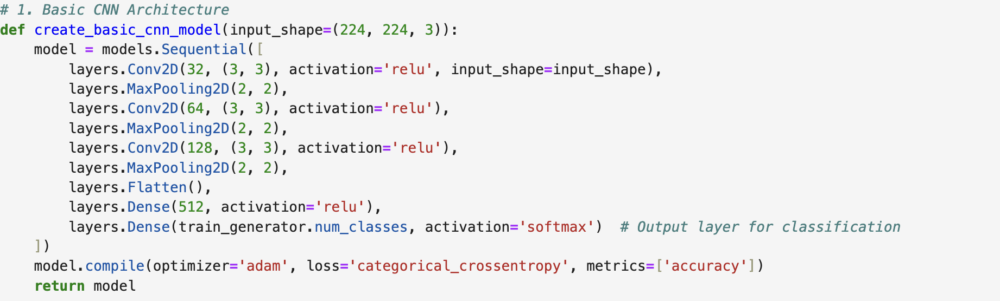 # 1. Basic CNN Architecture
def create_basic_cnn_model(input_shape=(224, 224, 3)):
    model = models.Sequential([
        layers.Conv2D(32, (3, 3), activation='relu', input_shape=input_shape),
        layers.MaxPooling2D(2, 2),
        layers.Conv2D(64, (3, 3), activation='relu'),
        layers.MaxPooling2D(2, 2),
        layers.Conv2D(128, (3, 3), activation='relu'),
        layers.MaxPooling2D(2, 2),
        layers.Flatten(),
        layers.Dense(512, activation='relu'),
        layers.Dense(train_generator.num_classes, activation='softmax')  # Output layer for classification
    ])
    model.compile(optimizer='adam', loss='categorical_crossentropy', metrics=['accuracy'])
    return model